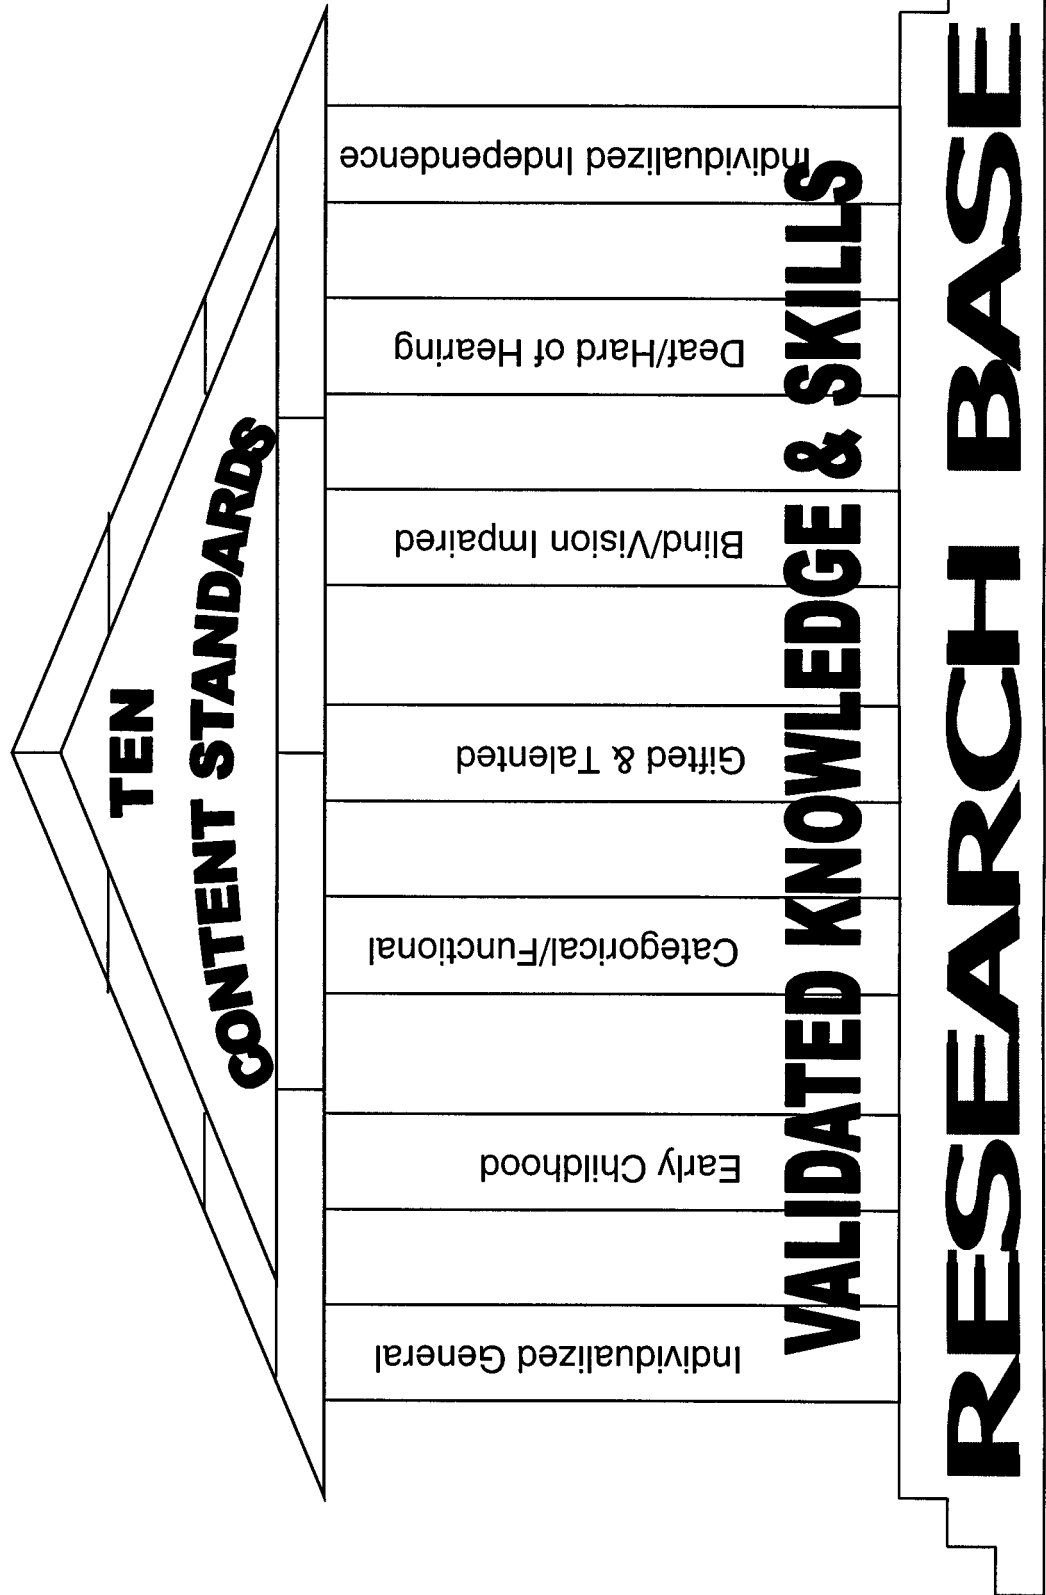 TEN
CONTENT STANDARDS
Individualized General
Early Childhood
Categorical/Functional
Gifted & Talented
Blind/Vision Impaired
Deaf/Hard of Hearing
Individualized Independence
VALIDATED KNOWLEDGE & SKILLS
RESEARCH BASE